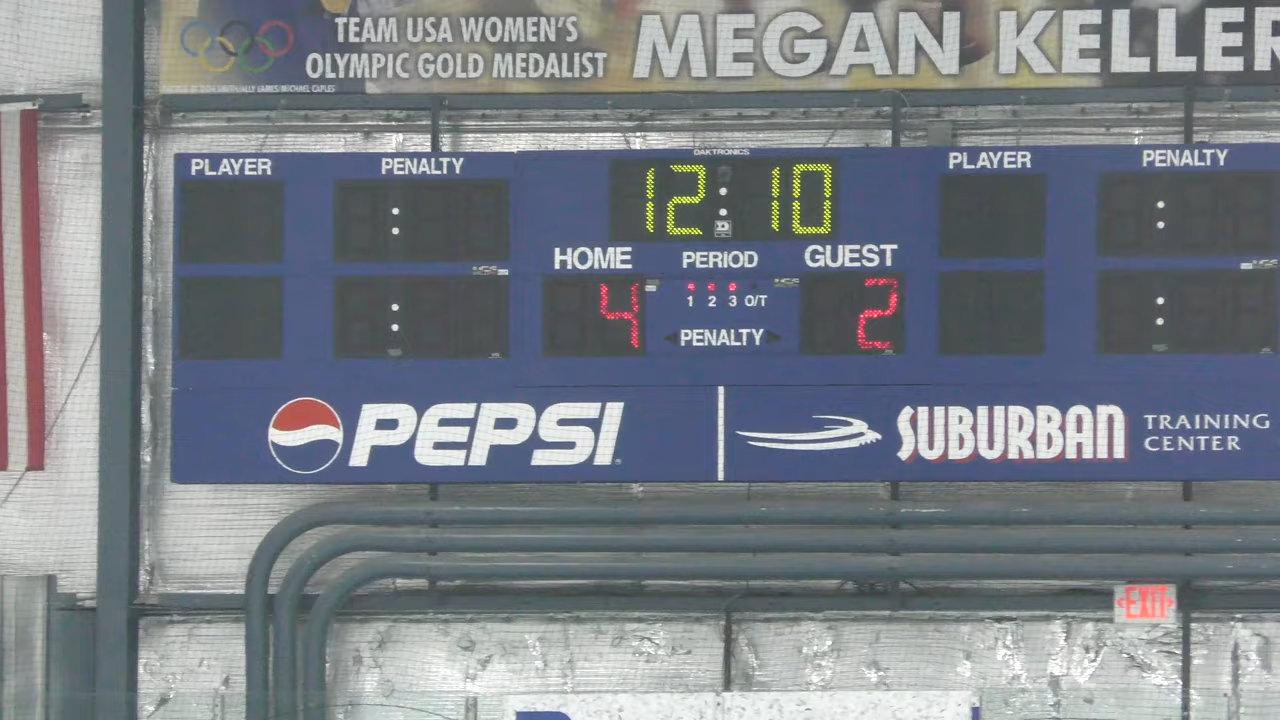 TEAM USA WOMEN'S
OLYMPIC GOLD MEDALIST
MEGAN KELLER
DAKTRONICS
PLAYER PENALTY 12:10 PLAYER PENALTY
HOME PERIOD GUEST
4 1 2 3 O/T 2
PENALTY
PEPSI
SUBURBAN TRAINING CENTER
EXIT